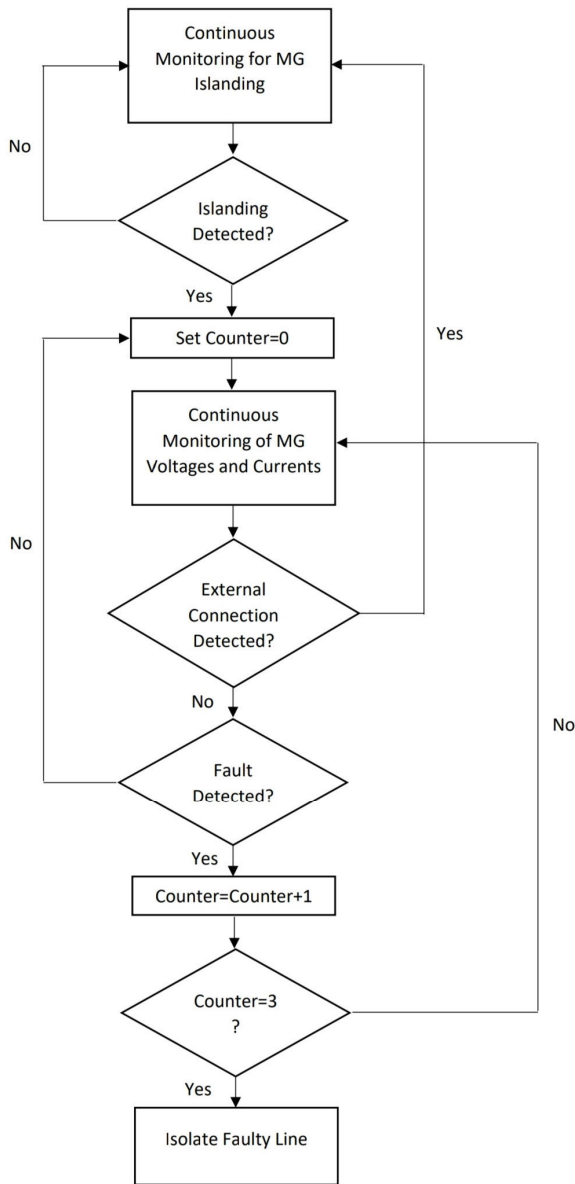 Continuous
Monitoring for MG
Islanding
No
Islanding
Detected?
Yes
Set Counter=0
Yes
Continuous
Monitoring of MG
Voltages and Currents
No
External
Connection
Detected?
No
No
Fault
Detected?
Yes
Counter=Counter+1
Counter=3
?
Yes
Isolate Faulty Line